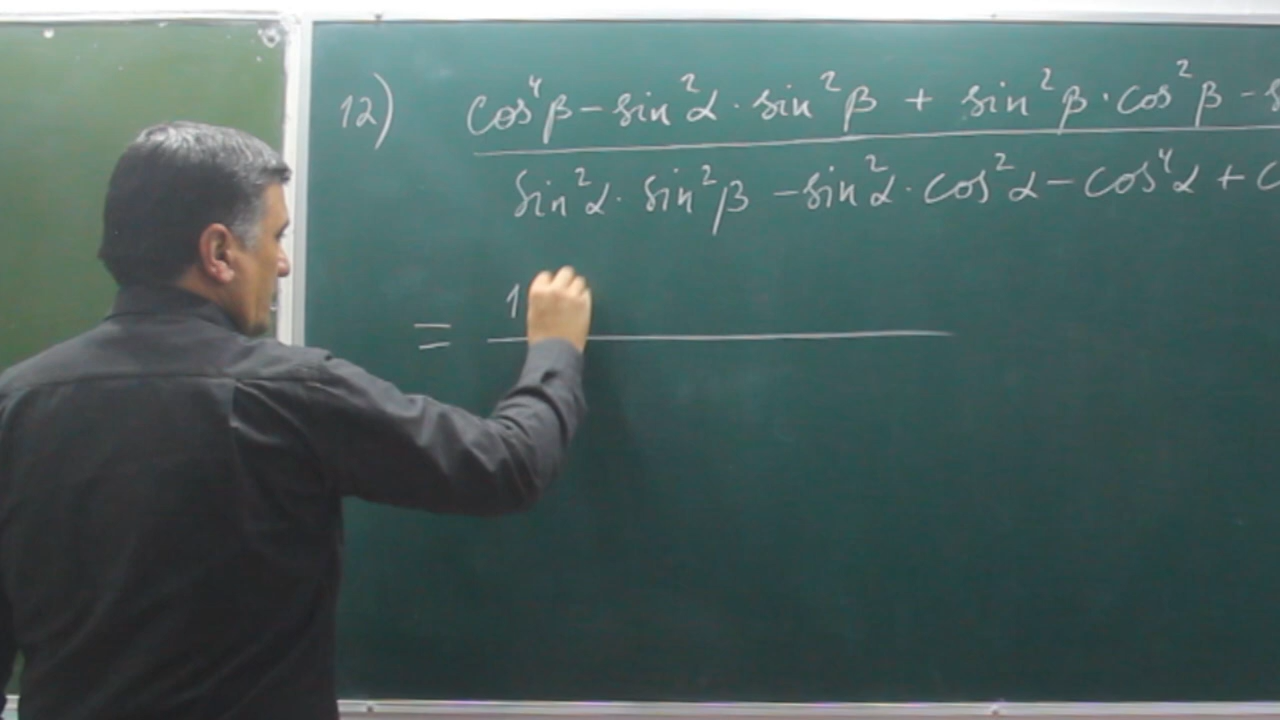 12) cos⁴β − sin²α · sin²β + sin²β · cos²β −
sin²α · sin²β − sin²α · cos²α − cos⁴α +
= 1